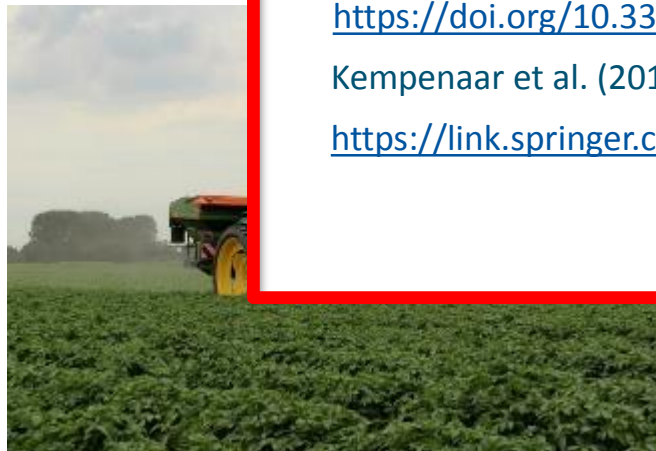 https://doi.org/10.33
Kempenaar et al. (201
https://link.springer.c